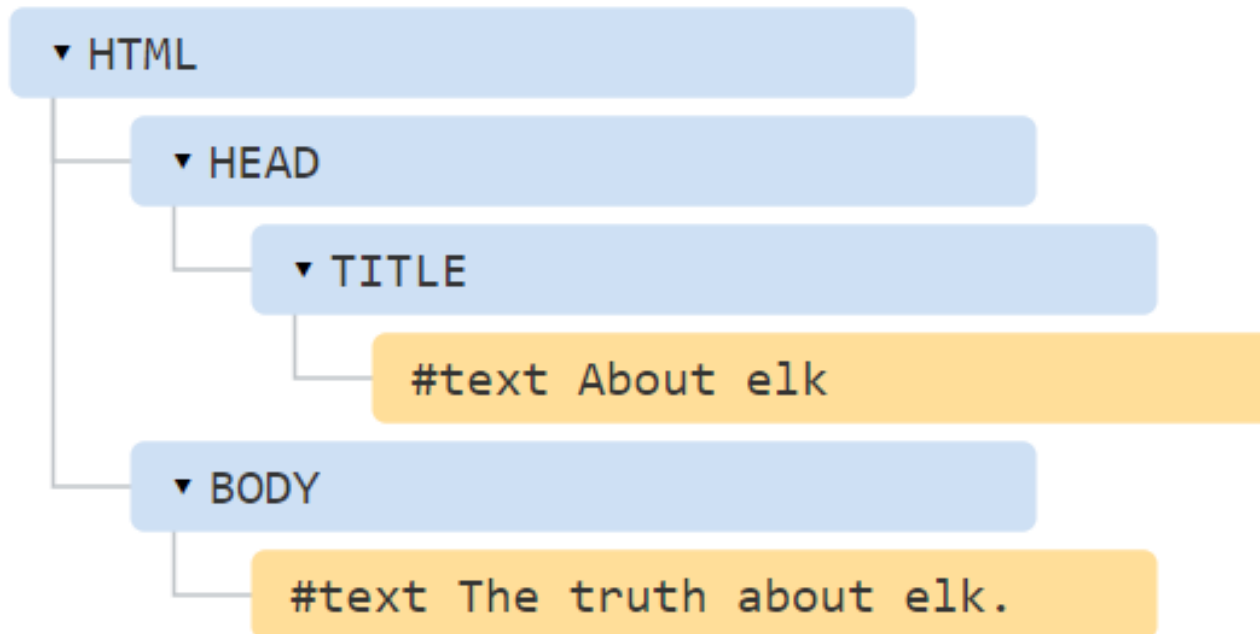 ▾ HTML
▾ HEAD
▾ TITLE
#text About elk
▾ BODY
#text The truth about elk.